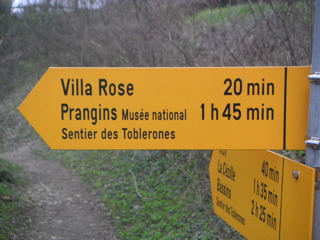 Villa Rose 20 min
Prangins Musée national 1 h 45 min
Sentier des Toblerones
40 min
La Cézille 1 h 35 min
Bassins 2 h 25 min
Sentier des Toblerones